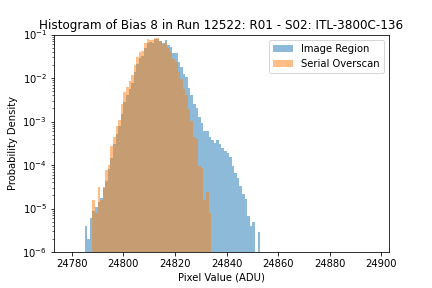 Histogram of Bias 8 in Run 12522: R01 - S02: ITL-3800C-136
Image Region
Serial Overscan
Probability Density
10⁻¹
10⁻²
10⁻³
10⁻⁴
10⁻⁵
10⁻⁶
24780 24800 24820 24840 24860 24880 24900
Pixel Value (ADU)